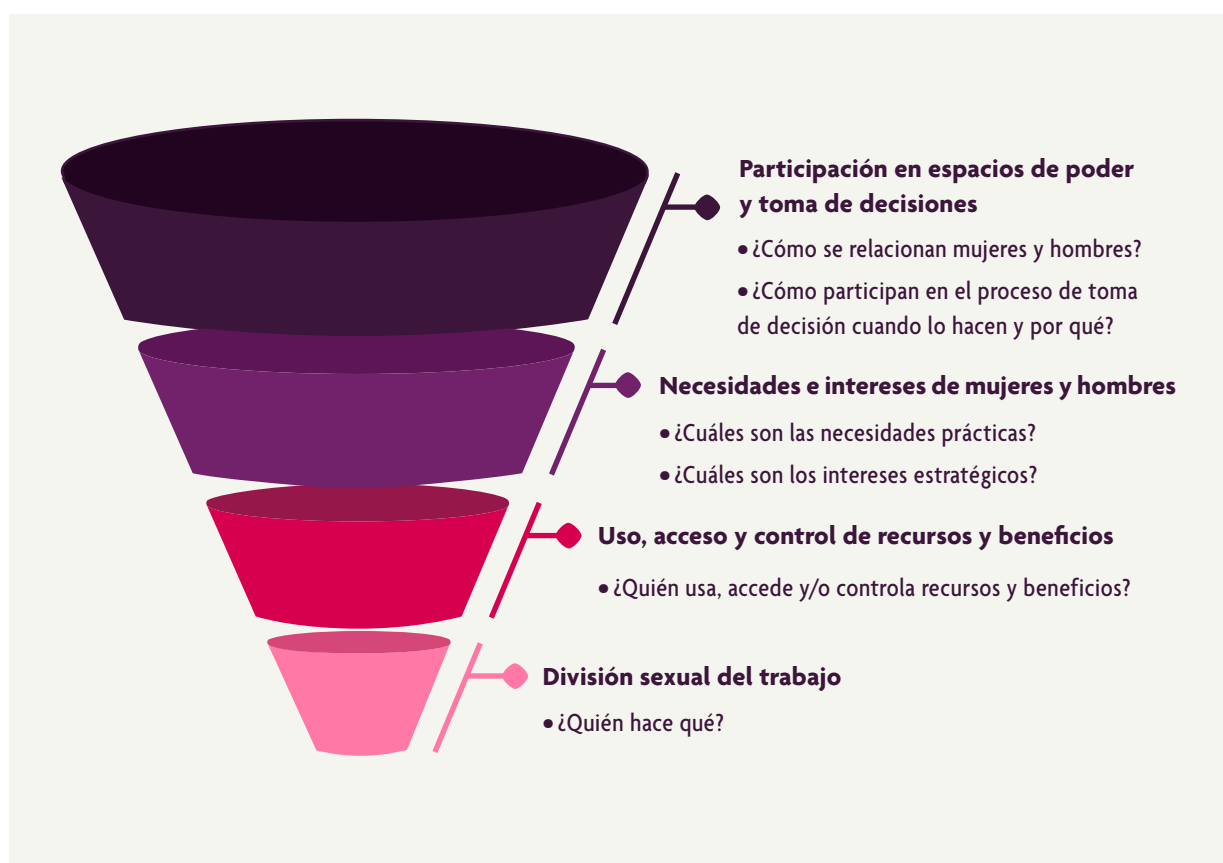 Participación en espacios de poder
y toma de decisiones
• ¿Cómo se relacionan mujeres y hombres?
• ¿Cómo participan en el proceso de toma
de decisión cuando lo hacen y por qué?
Necesidades e intereses de mujeres y hombres
• ¿Cuáles son las necesidades prácticas?
• ¿Cuáles son los intereses estratégicos?
Uso, acceso y control de recursos y beneficios
• ¿Quién usa, accede y/o controla recursos y beneficios?
División sexual del trabajo
• ¿Quién hace qué?